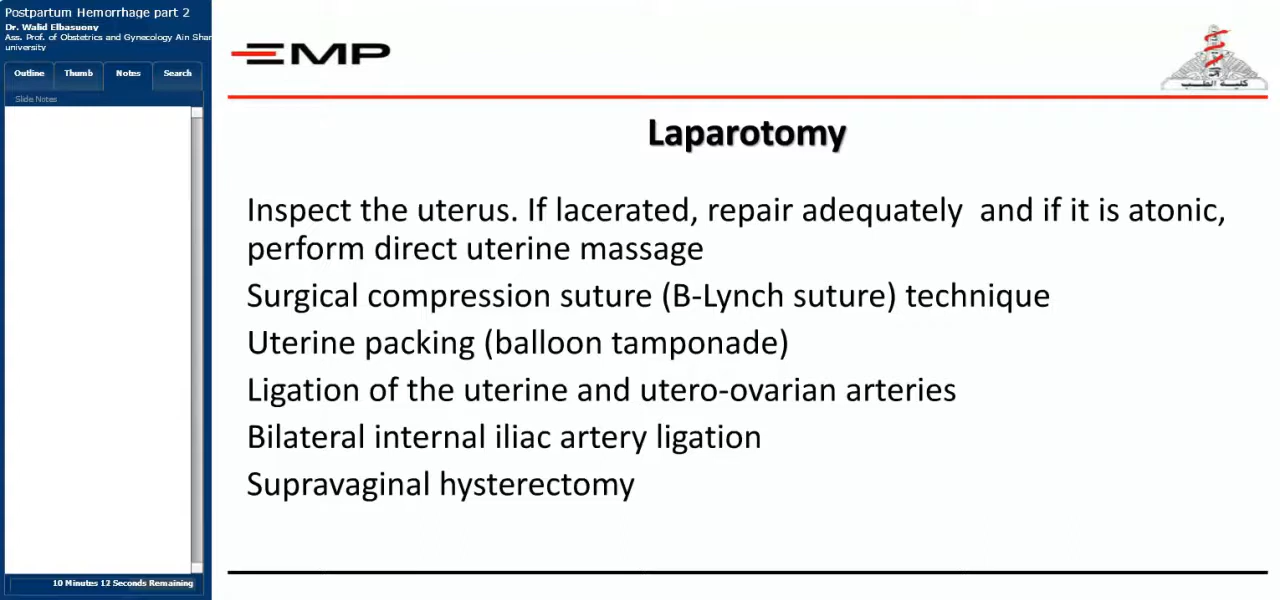 Postpartum Hemorrhage part 2
Dr. Walid Elbasuony
Ass. Prof. of Obstetrics and Gynecology Ain Shar
university
Outline
Thumb
Notes
Search
Slide Notes
EMP
كلية الطب
Laparotomy
Inspect the uterus. If lacerated, repair adequately and if it is atonic,
perform direct uterine massage
Surgical compression suture (B-Lynch suture) technique
Uterine packing (balloon tamponade)
Ligation of the uterine and utero-ovarian arteries
Bilateral internal iliac artery ligation
Supravaginal hysterectomy
10 Minutes 12 Seconds Remaining